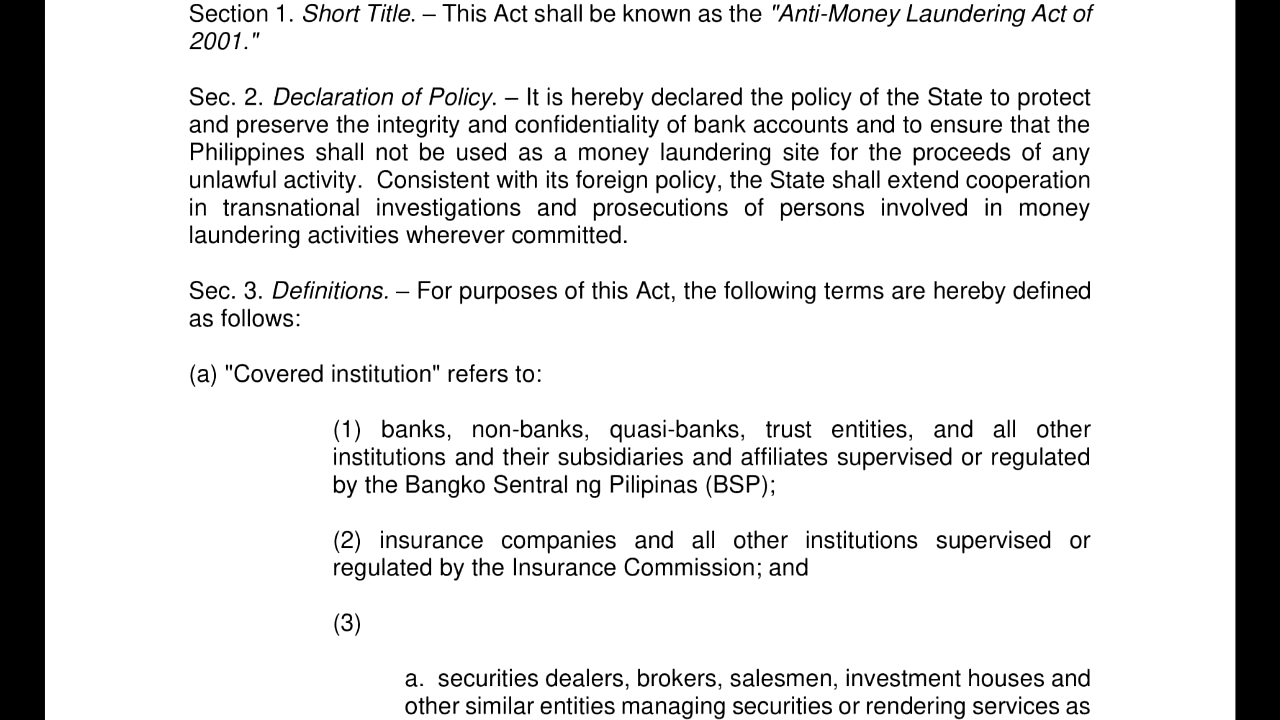 Section 1. Short Title. – This Act shall be known as the "Anti-Money Laundering Act of
2001."
Sec. 2. Declaration of Policy. – It is hereby declared the policy of the State to protect
and preserve the integrity and confidentiality of bank accounts and to ensure that the
Philippines shall not be used as a money laundering site for the proceeds of any
unlawful activity.  Consistent with its foreign policy, the State shall extend cooperation
in transnational investigations and prosecutions of persons involved in money
laundering activities wherever committed.
Sec. 3. Definitions. – For purposes of this Act, the following terms are hereby defined
as follows:
(a) "Covered institution" refers to:
(1) banks, non-banks, quasi-banks, trust entities, and all other
institutions and their subsidiaries and affiliates supervised or regulated
by the Bangko Sentral ng Pilipinas (BSP);
(2) insurance companies and all other institutions supervised or
regulated by the Insurance Commission; and
(3)
a.  securities dealers, brokers, salesmen, investment houses and
other similar entities managing securities or rendering services as